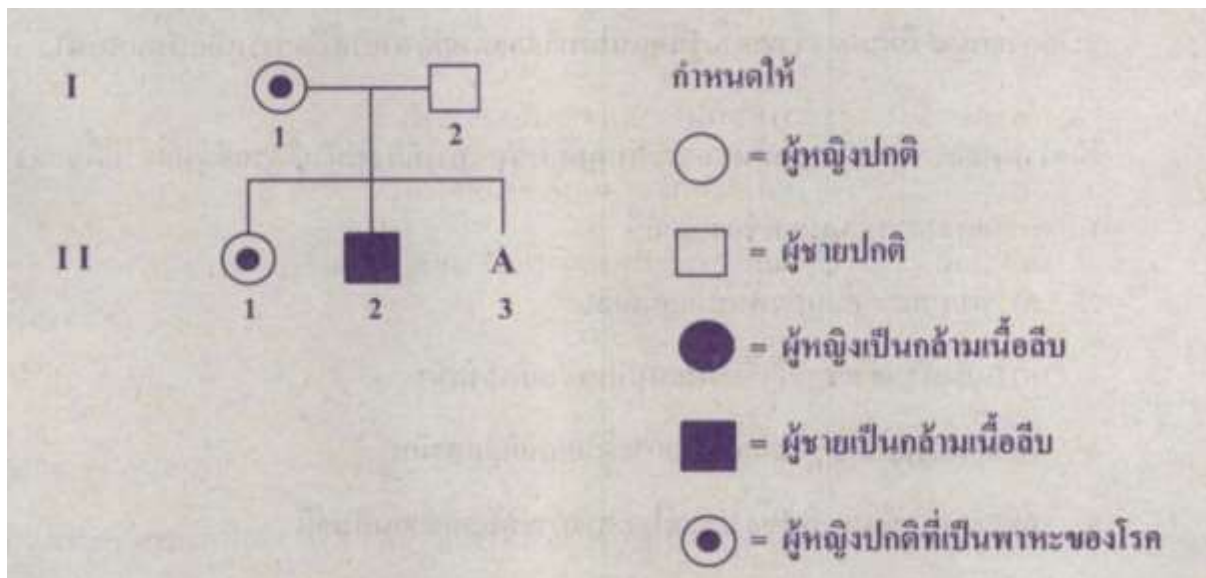 I
1
2
II
1
2
A
3
กำหนดให้
= ผู้หญิงปกติ
= ผู้ชายปกติ
= ผู้หญิงเป็นกล้ามเนื้อลีบ
= ผู้ชายเป็นกล้ามเนื้อลีบ
= ผู้หญิงปกติที่เป็นพาหะของโรค